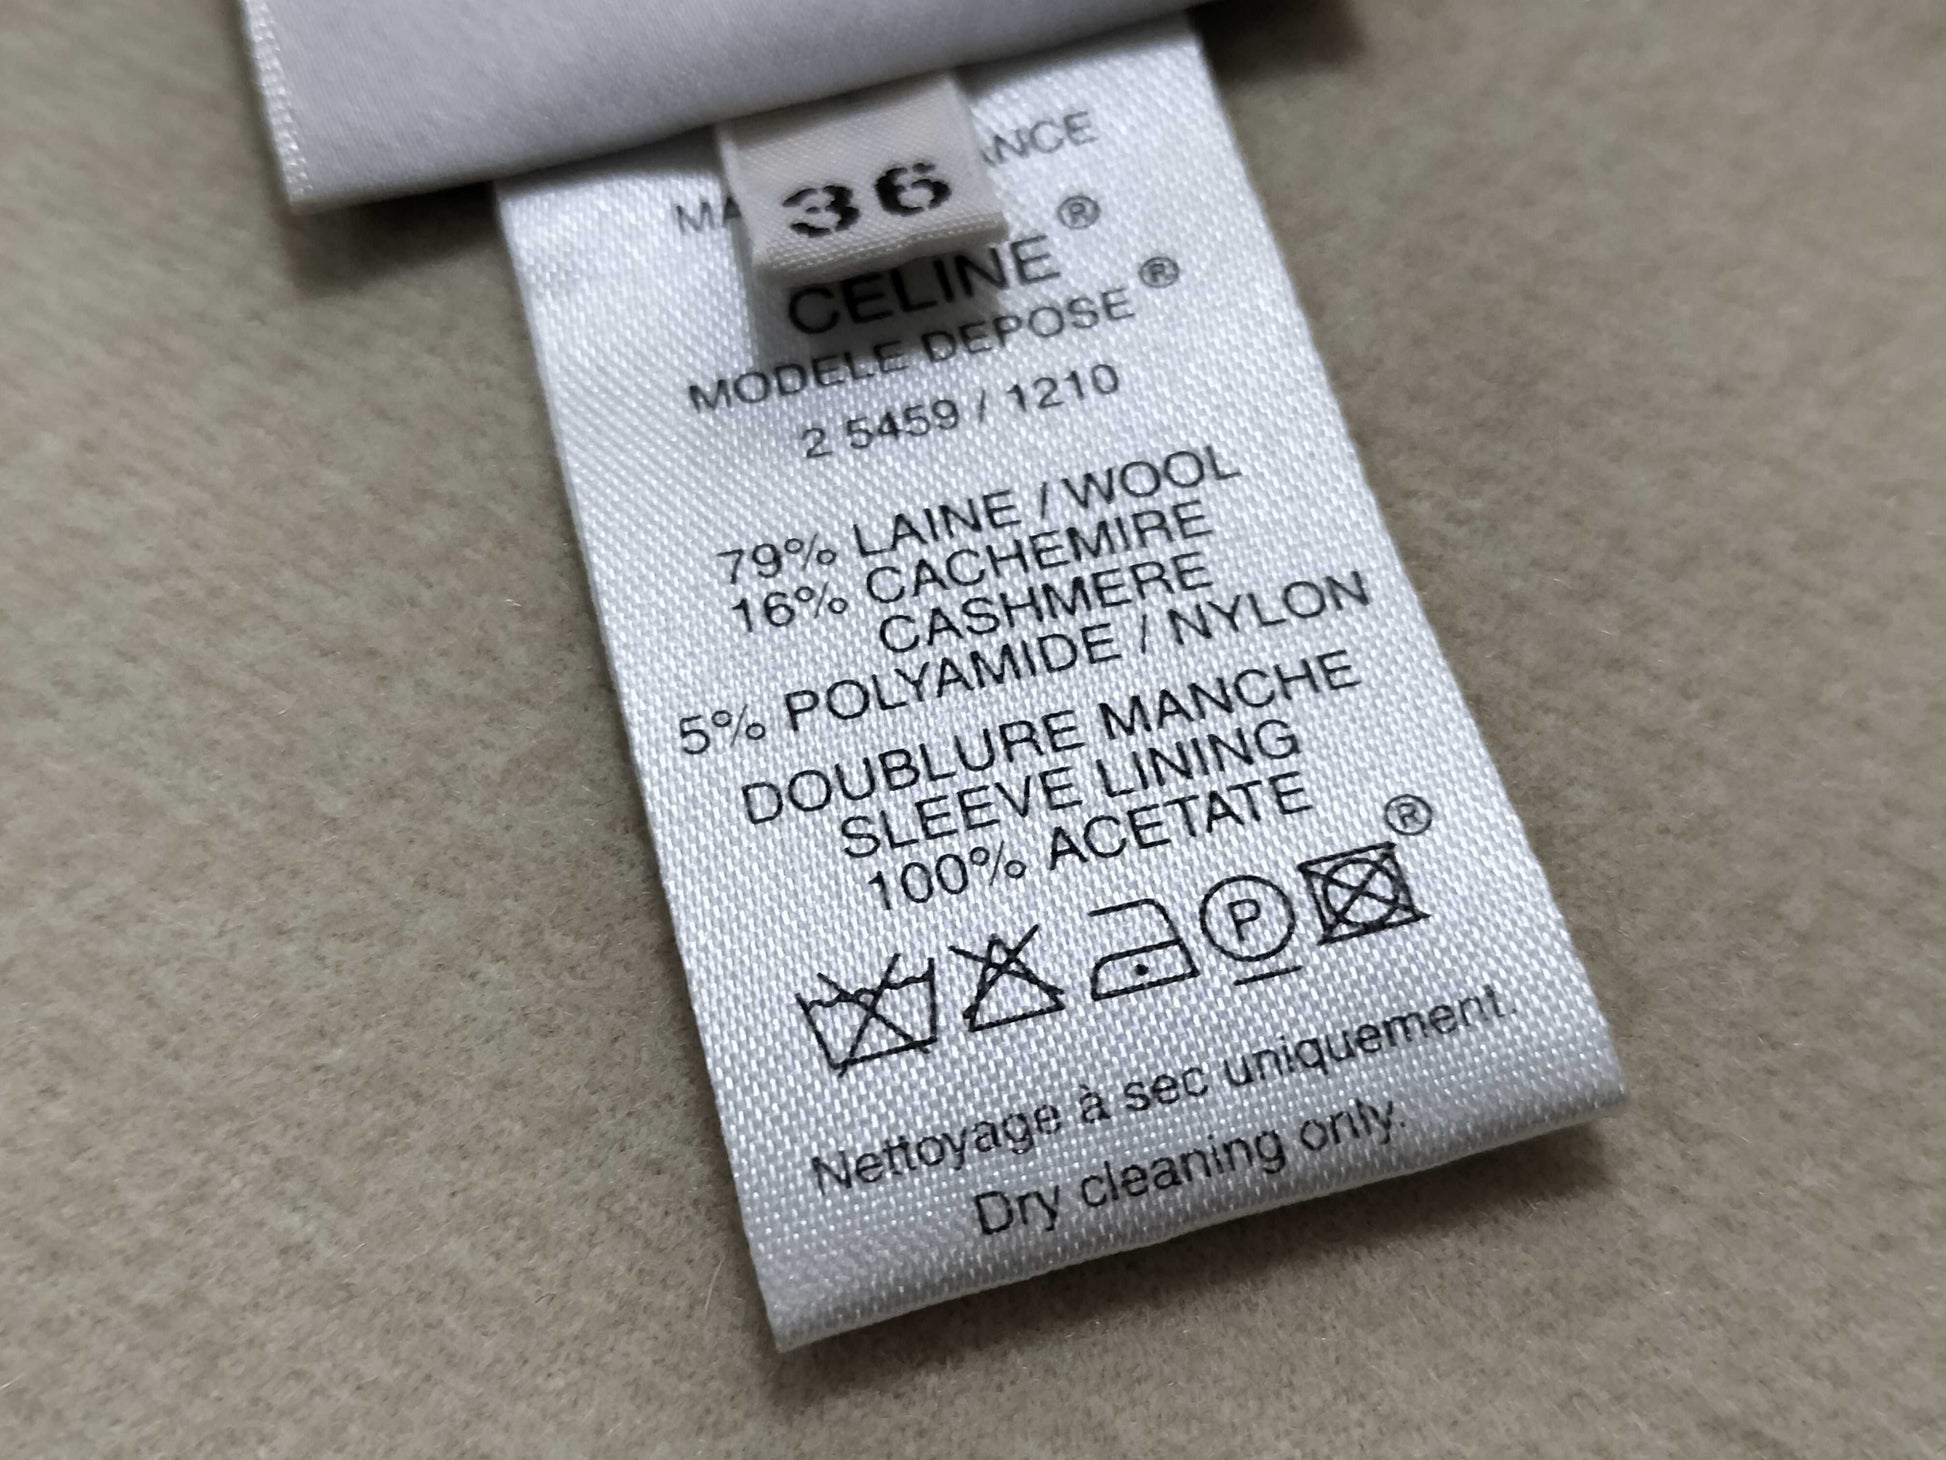 36
CELINE®
MODELE DEPOSE®
2 5459 / 1210
79% LAINE / WOOL
16% CACHEMIRE
CASHMERE
5% POLYAMIDE / NYLON
DOUBLURE MANCHE
SLEEVE LINING
100% ACETATE
®
P
Nettoyage à sec uniquement.
Dry cleaning only.